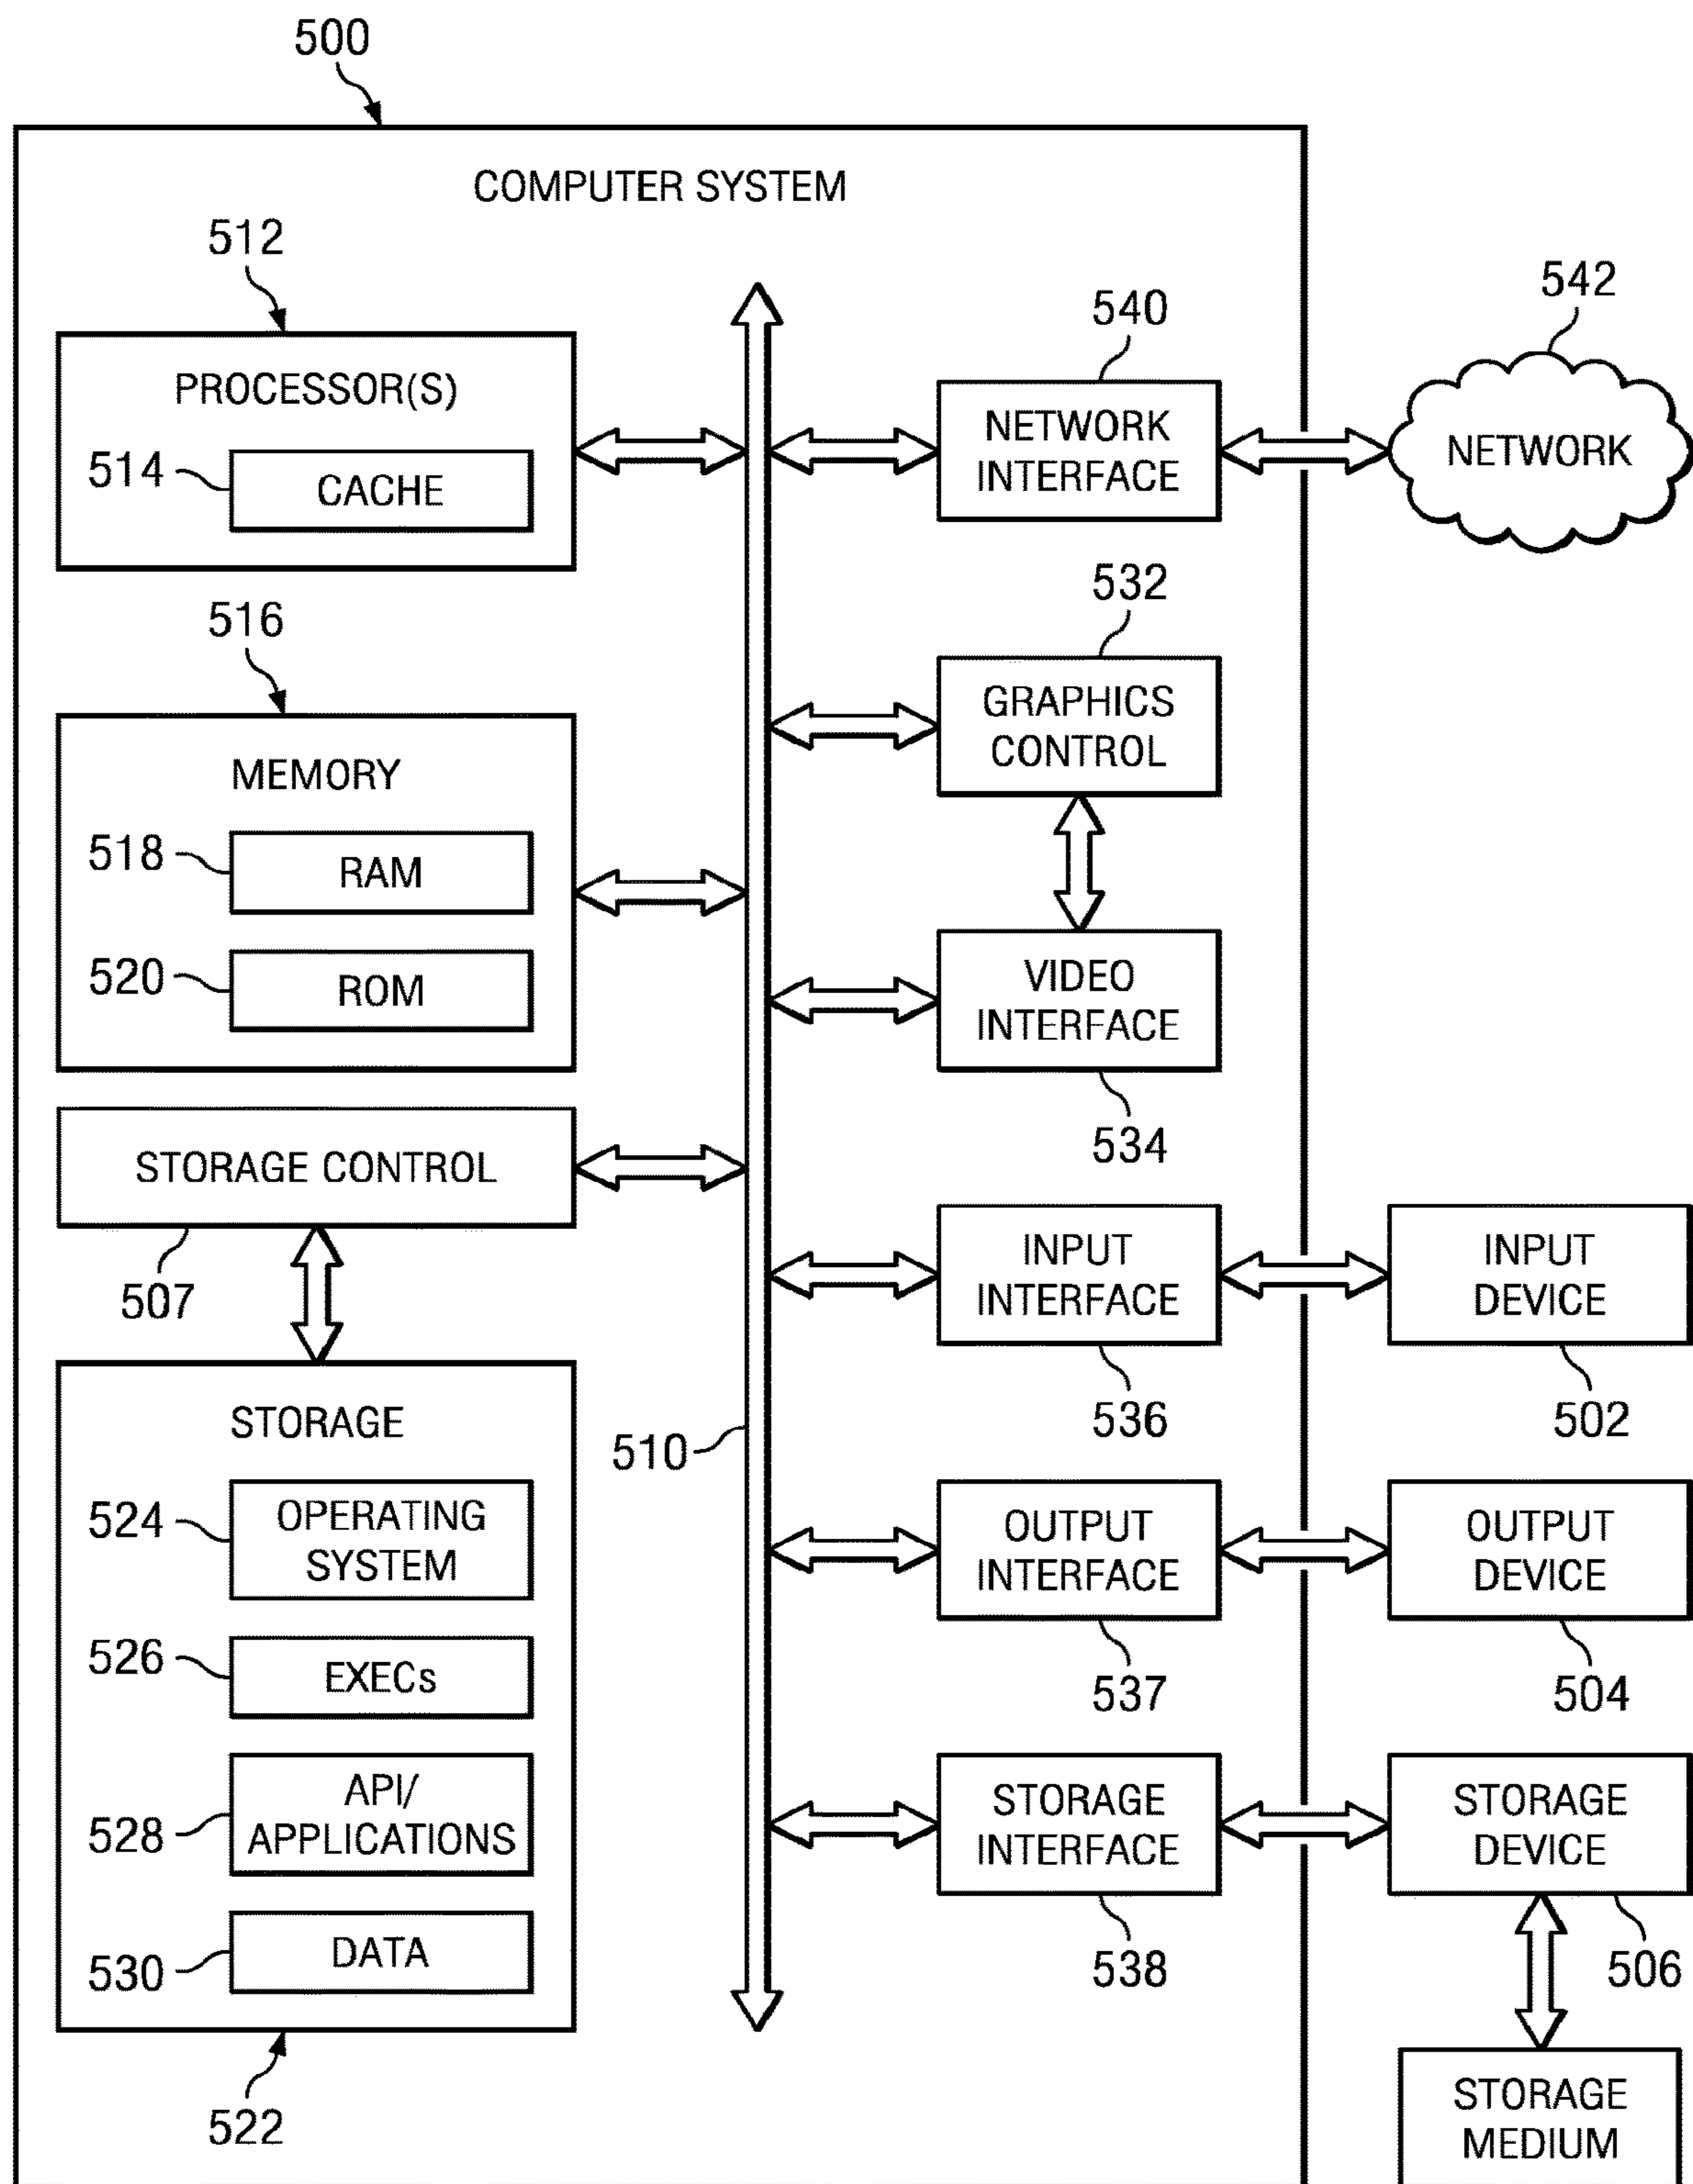 500
COMPUTER SYSTEM
512
PROCESSOR(S)
514
CACHE
516
MEMORY
518
RAM
520
ROM
STORAGE CONTROL
507
STORAGE
524
OPERATING
SYSTEM
526
EXECs
528
API/
APPLICATIONS
530
DATA
522
510
540
NETWORK
INTERFACE
542
NETWORK
532
GRAPHICS
CONTROL
VIDEO
INTERFACE
534
INPUT
INTERFACE
536
INPUT
DEVICE
502
OUTPUT
INTERFACE
537
OUTPUT
DEVICE
504
STORAGE
INTERFACE
538
STORAGE
DEVICE
506
STORAGE
MEDIUM